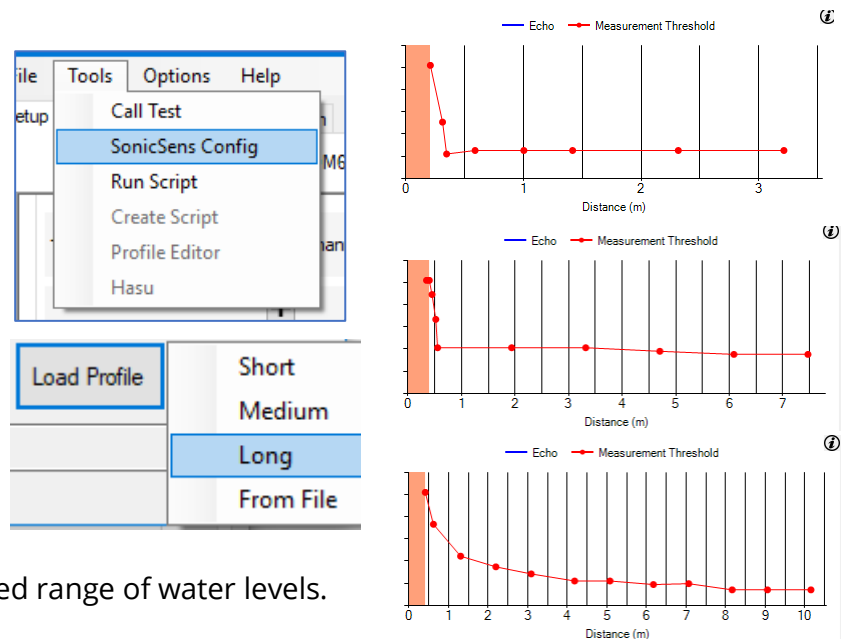 ile Tools Options Help
etup
Call Test
SonicSens Config
M6
Run Script
Create Script
Profile Editor
Hasu
Load Profile
Short
Medium
Long
From File
ed range of water levels.
Echo Measurement Threshold
0 1 2 3
Distance (m)
Echo Measurement Threshold
0 1 2 3 4 5 6 7
Distance (m)
Echo Measurement Threshold
0 1 2 3 4 5 6 7 8 9 10
Distance (m)